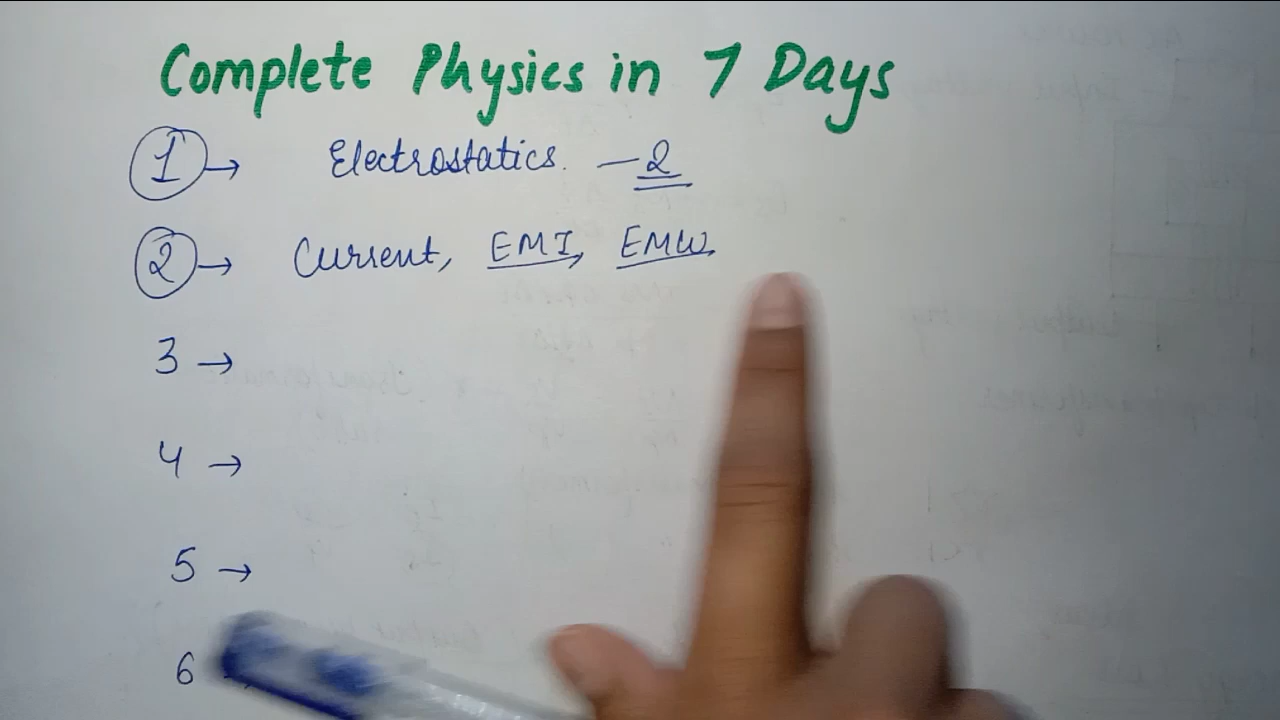 Complete Physics in 7 Days
1 → Electrostatics. — 2
2 → Current, EMI, EMW.
3 →
4 →
5 →
6